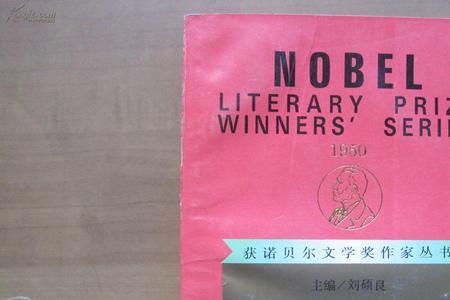 NOBEL
LITERARY PRIZ
WINNERS' SERIE
1950
获诺贝尔文学奖作家丛书
主编/刘硕良